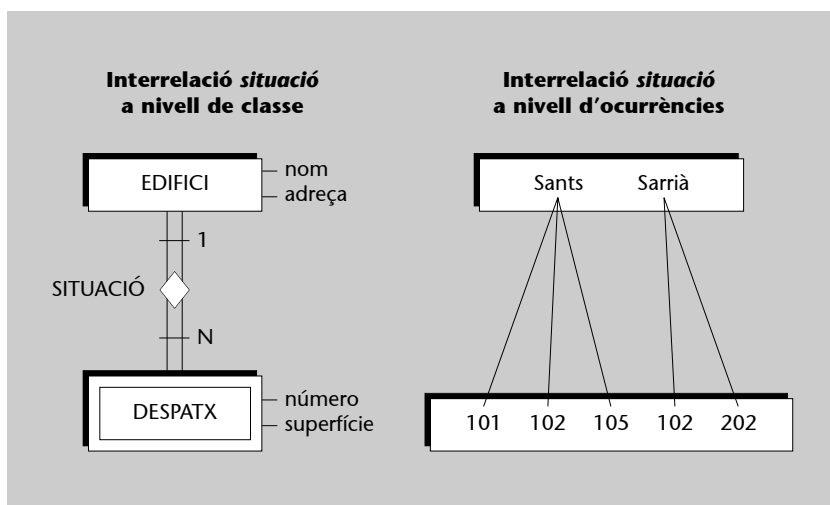 Interrelació situació
a nivell de classe
EDIFICI
nom
adreça
1
SITUACIÓ
N
DESPATX
número
superfície
Interrelació situació
a nivell d'ocurrències
Sants Sarrià
101 102 105 102 202